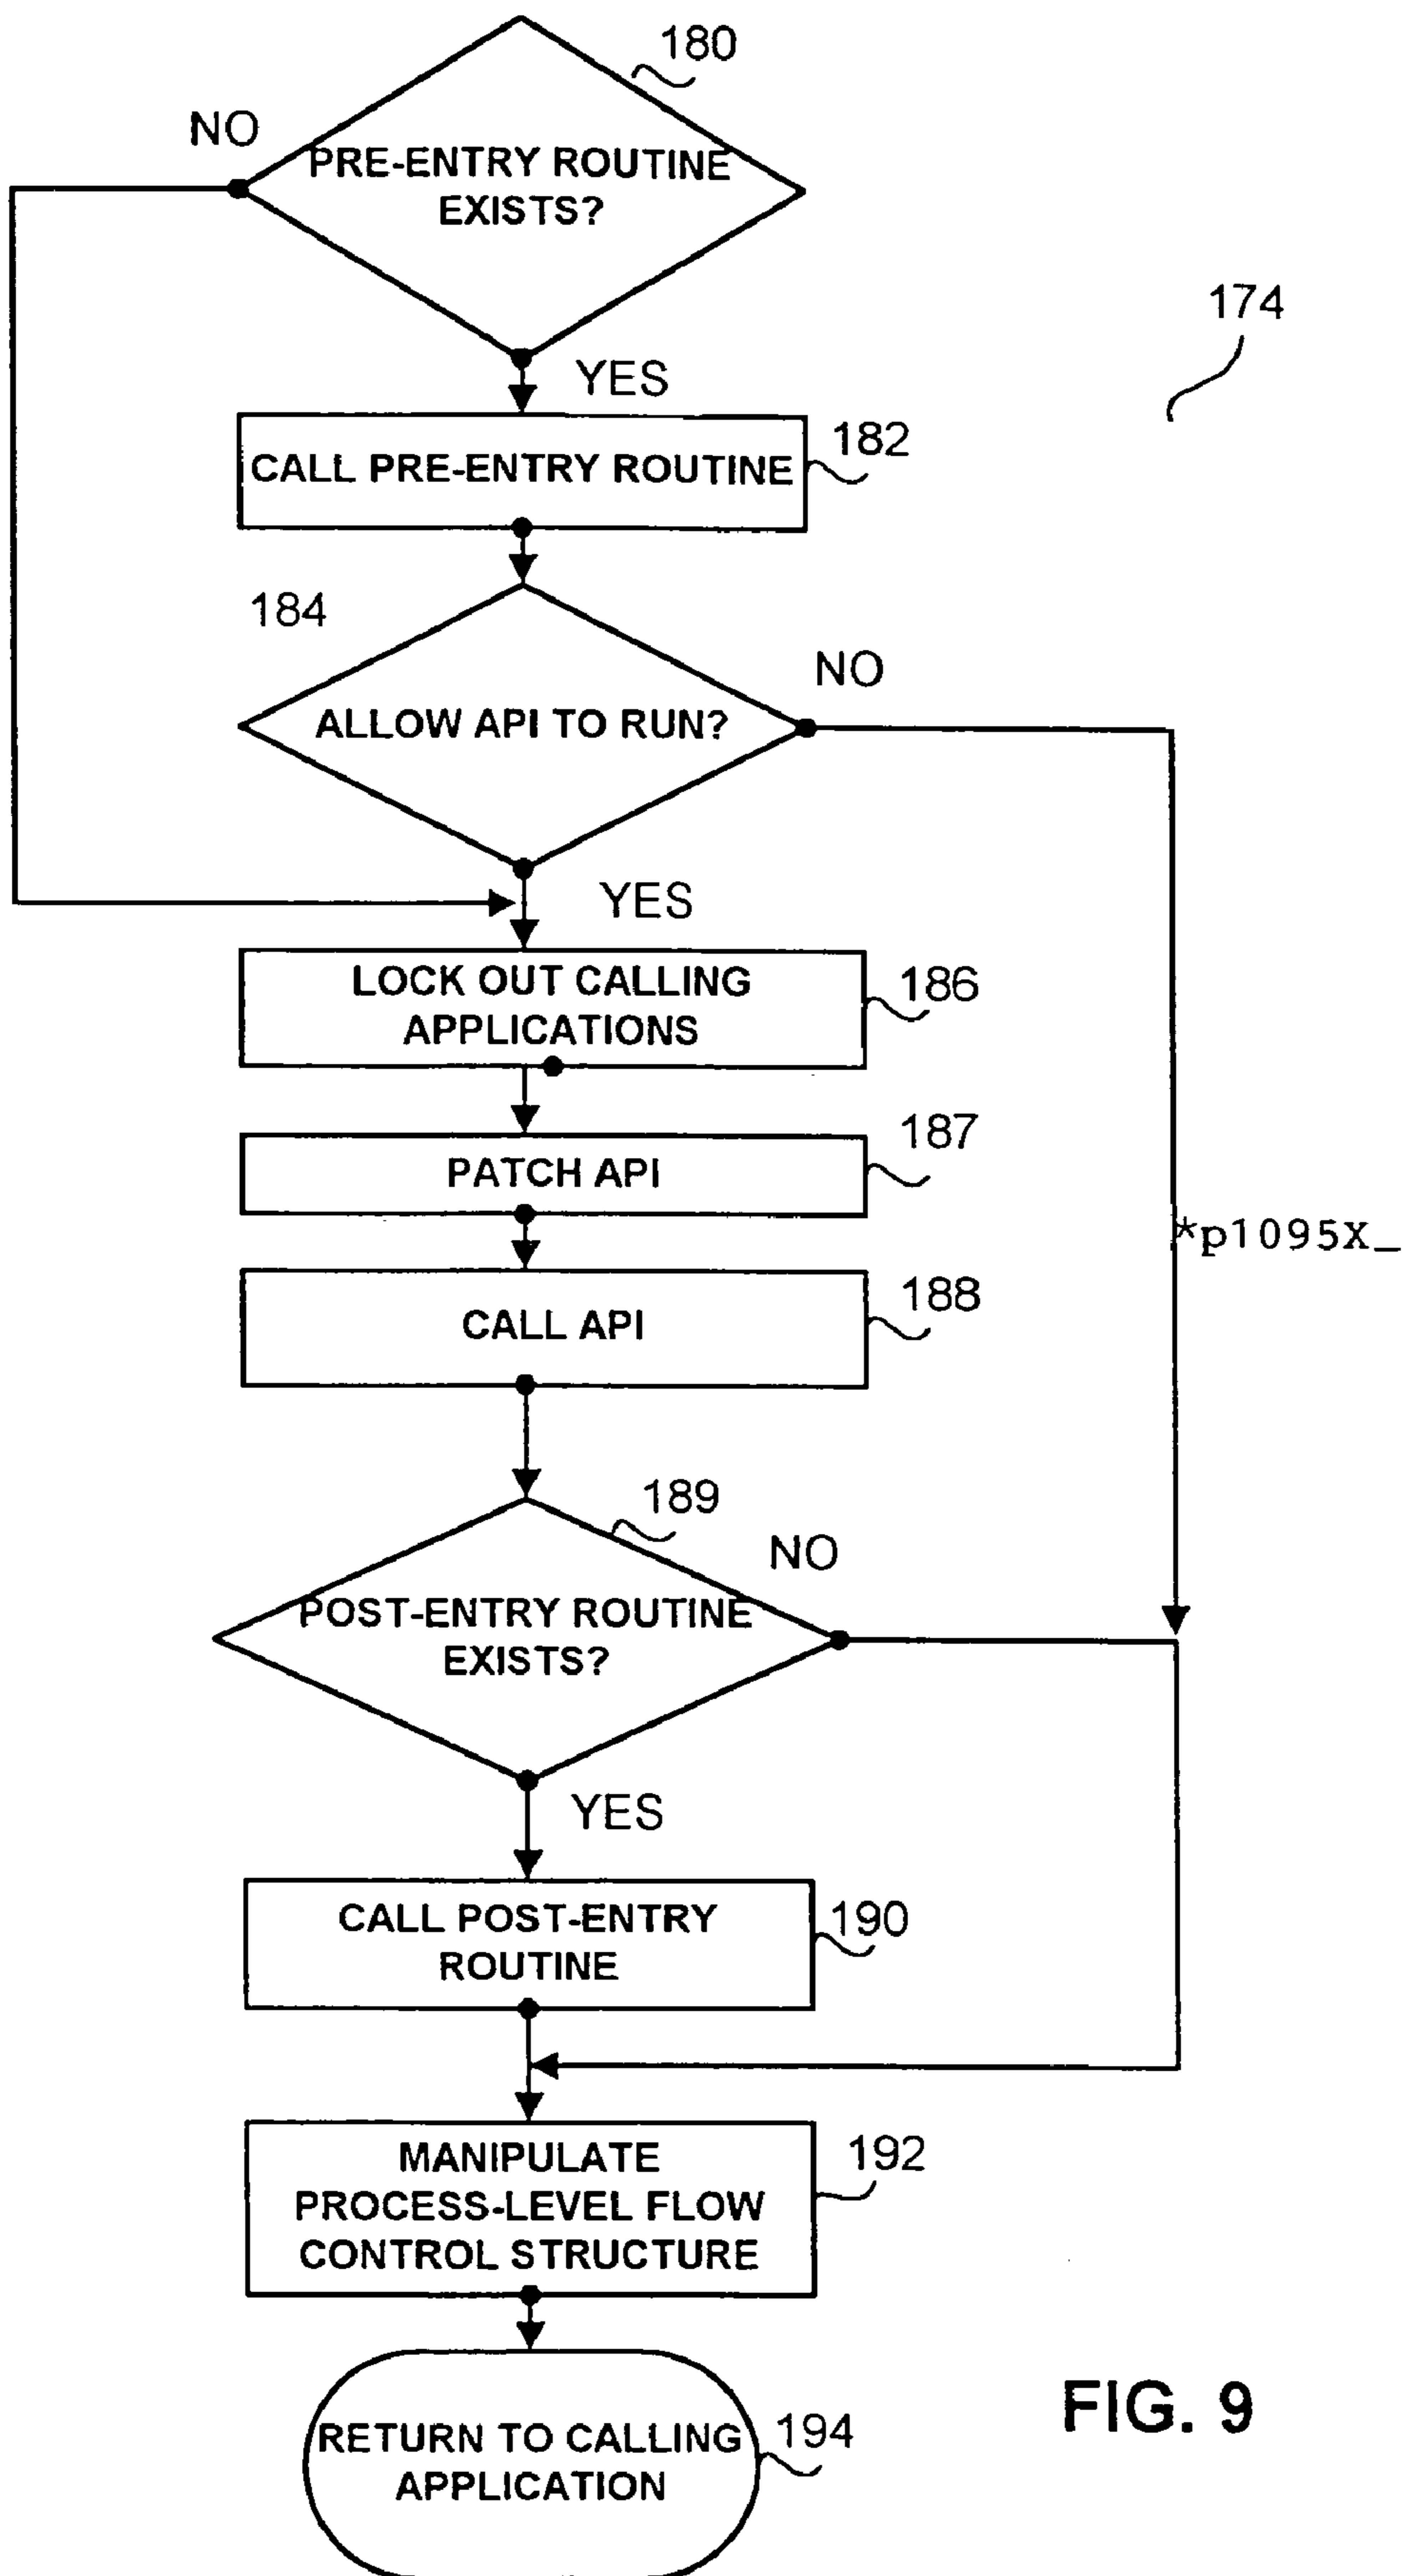 180
NO
PRE-ENTRY ROUTINE
EXISTS?
174
YES
CALL PRE-ENTRY ROUTINE
182
184
NO
ALLOW API TO RUN?
YES
LOCK OUT CALLING
APPLICATIONS
186
187
PATCH API
*p1095X_
188
CALL API
189
NO
POST-ENTRY ROUTINE
EXISTS?
YES
CALL POST-ENTRY
ROUTINE
190
MANIPULATE
PROCESS-LEVEL FLOW
CONTROL STRUCTURE
192
FIG. 9
RETURN TO CALLING
APPLICATION
194